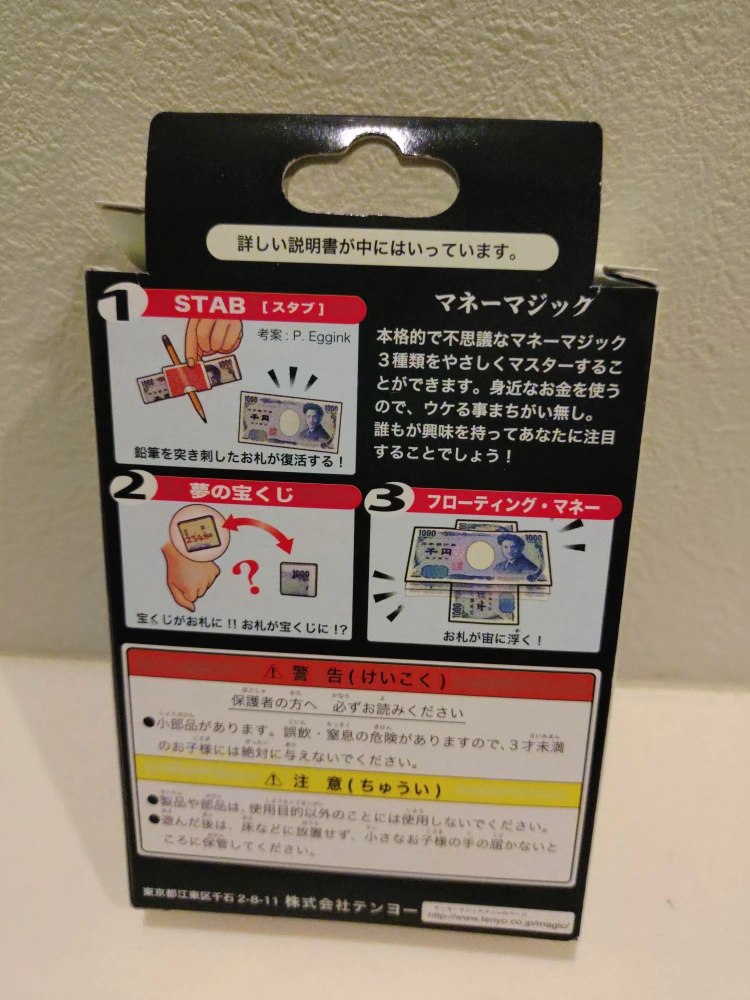 詳しい説明書が中にはいっています。
1 STAB [スタブ]
考案:P. Eggink
鉛筆を突き刺したお札が復活する!
マネーマジック
本格的で不思議なマネーマジック
3種類をやさしくマスターするこ
とができます。身近なお金を使う
ので、ウケる事まちがい無し。
誰もが興味を持ってあなたに注目
することでしょう!
2 夢の宝くじ
?
宝くじがお札に!!お札が宝くじに!?
3 フローティング・マネー
1000 1000
千円
お札が宙に浮く!
⚠ 警 告(けいこく)
保護者の方へ 必ずお読みください
●小部品があります。誤飲・窒息の危険がありますので、3才未満
のお子様には絶対に与えないでください。
⚠ 注 意(ちゅうい)
●製品や部品は、使用目的以外のことには使用しないでください。
●遊んだ後は、床などに放置せず、小さなお子様の手の届かないと
ころに保管してください。
東京都江東区千石2-8-11 株式会社テンヨー
http://www.tenyo.co.jp/magic/